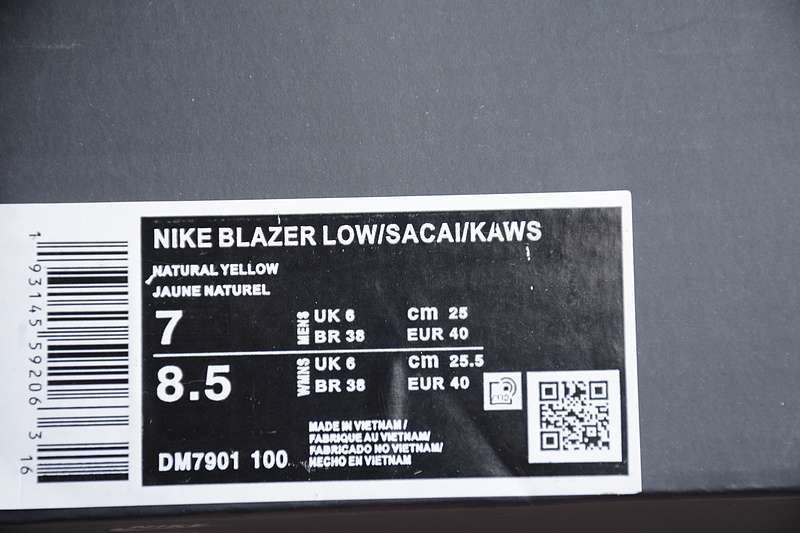 NIKE BLAZER LOW/SACAI/KAWS
NATURAL YELLOW
JAUNE NATUREL
7 MENS UK 6 cm 25
BR 38 EUR 40
8.5 WMNS UK 6 cm 25.5
BR 38 EUR 40
MADE IN VIETNAM /
FABRIQUE AU VIETNAM/
FABRICADO NO VIETNAM/
HECHO EN VIETNAM
DM7901 100
1 93145 59206 3 16